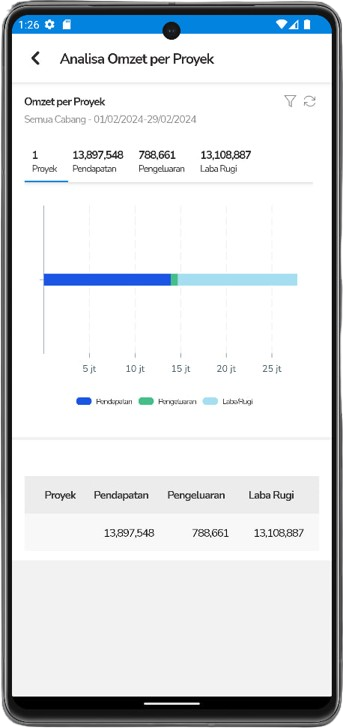 1:26
Analisa Omzet per Proyek
Omzet per Proyek
Semua Cabang - 01/02/2024-29/02/2024
1 13,897,548 788,661 13,108,887
Proyek Pendapatan Pengeluaran Laba Rugi
5 jt 10 jt 15 jt 20 jt 25 jt
Pendapatan Pengeluaran Laba/Rugi
Proyek Pendapatan Pengeluaran Laba Rugi
13,897,548 788,661 13,108,887